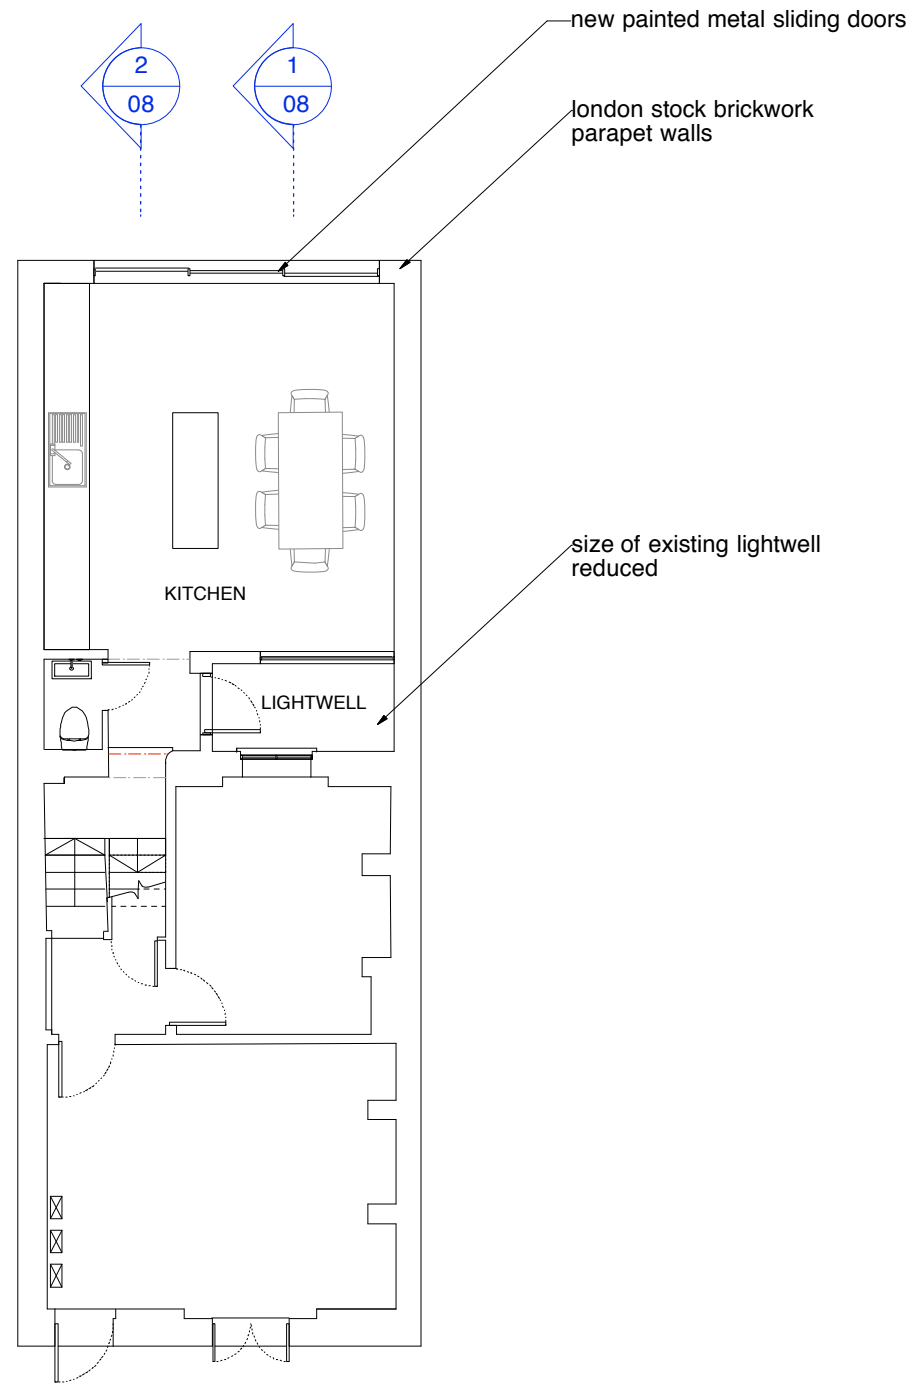 new painted metal sliding doors
2
08
1
08
london stock brickwork
parapet walls
size of existing lightwell
reduced
KITCHEN
LIGHTWELL